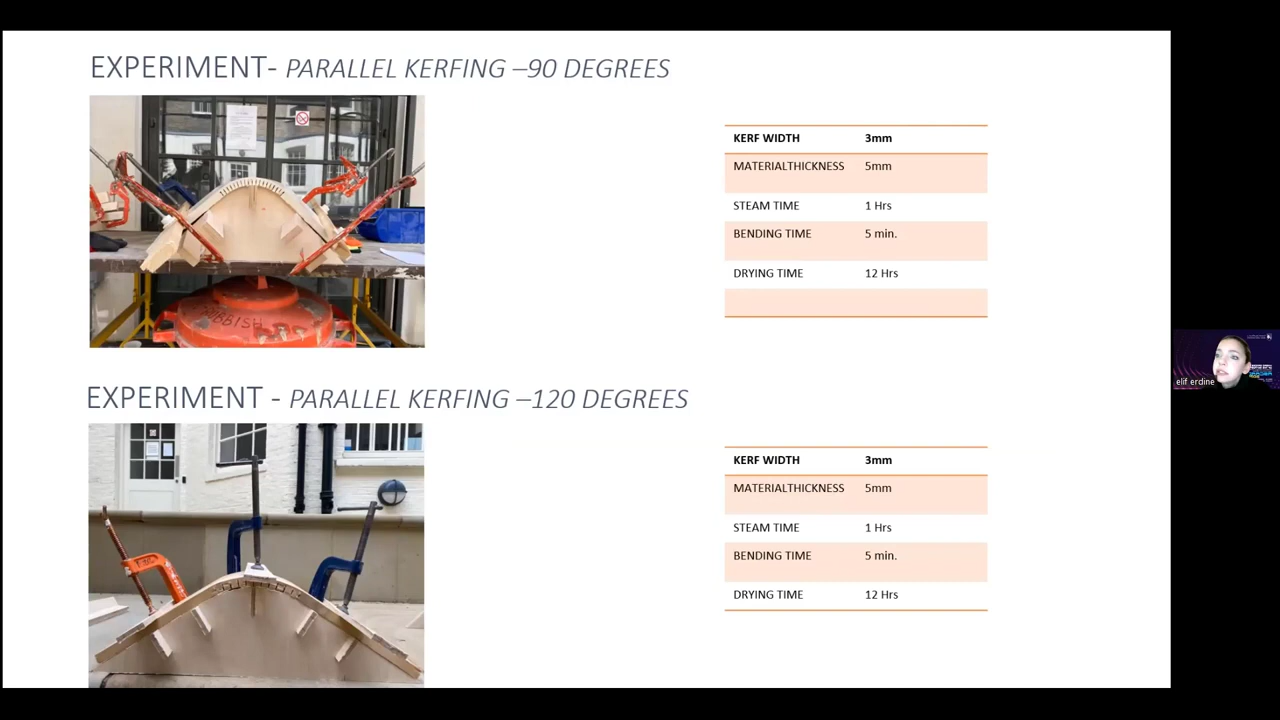 EXPERIMENT- PARALLEL KERFING –90 DEGREES
KERF WIDTH 3mm
MATERIALTHICKNESS 5mm
STEAM TIME 1 Hrs
BENDING TIME 5 min.
DRYING TIME 12 Hrs
RUBBISH
elif erdine
EXPERIMENT - PARALLEL KERFING –120 DEGREES
KERF WIDTH 3mm
MATERIALTHICKNESS 5mm
STEAM TIME 1 Hrs
BENDING TIME 5 min.
DRYING TIME 12 Hrs